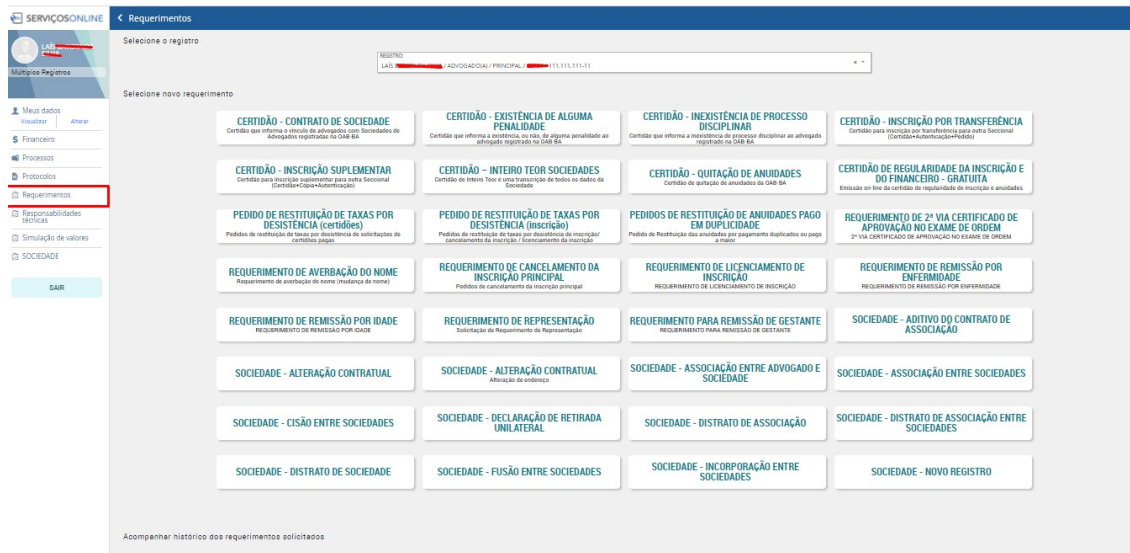 SERVIÇOSONLINE
Requerimentos
LAÍS
Múltiplos Registros
Meus dados
Visualizar Alterar
Financeiro
Processos
Protocolos
Requerimentos
Responsabilidades
técnicas
Simulação de valores
SOCIEDADE
SAIR
Selecione o registro
REGISTRO:
LAÍS / ADVOGADO(A) / PRINCIPAL / 111.111.111-11
Selecione novo requerimento
CERTIDÃO - CONTRATO DE SOCIEDADE
Certidão que informa o vínculo de advogados com Sociedades de
Advogados registradas na OAB-BA
CERTIDÃO - EXISTÊNCIA DE ALGUMA
PENALIDADE
Certidão que informa a existência, ou não, de alguma penalidade ao
advogado registrado na OAB-BA
CERTIDÃO - INEXISTÊNCIA DE PROCESSO
DISCIPLINAR
Certidão que informa a inexistência de processo disciplinar ao advogado
registrado na OAB-BA
CERTIDÃO - INSCRIÇÃO POR TRANSFERÊNCIA
Certidão para inscrição por transferência para outra Seccional
(Certidão+Autenticação+Pedido)
CERTIDÃO - INSCRIÇÃO SUPLEMENTAR
Certidão para inscrição suplementar para outra Seccional
(Certidão+Cópia+Autenticação)
CERTIDÃO – INTEIRO TEOR SOCIEDADES
Certidão de Inteiro Teor é uma transcrição de todos os dados da
Sociedade
CERTIDÃO - QUITAÇÃO DE ANUIDADES
Certidão de quitação de anuidades da OAB-BA
CERTIDÃO DE REGULARIDADE DA INSCRIÇÃO E
DO FINANCEIRO - GRATUITA
Emissão on-line da certidão de regularidade de inscrição e anuidades
PEDIDO DE RESTITUIÇÃO DE TAXAS POR
DESISTÊNCIA (certidões)
Pedidos de restituição de taxas por desistência de solicitações de
certidões pagas
PEDIDO DE RESTITUIÇÃO DE TAXAS POR
DESISTÊNCIA (inscrição)
Pedidos de restituição de taxas por desistência de inscrição/
cancelamento da inscrição / licenciamento da inscrição
PEDIDOS DE RESTITUIÇÃO DE ANUIDADES PAGO
EM DUPLICIDADE
Pedido de Restituição das anuidades por pagamento duplicados ou pago
a maior
REQUERIMENTO DE 2ª VIA CERTIFICADO DE
APROVAÇÃO NO EXAME DE ORDEM
2ª VIA CERTIFICADO DE APROVAÇÃO NO EXAME DE ORDEM
REQUERIMENTO DE AVERBAÇÃO DO NOME
Requerimento de averbação do nome (mudança de nome)
REQUERIMENTO DE CANCELAMENTO DA
INSCRIÇÃO PRINCIPAL
Pedidos de cancelamento da inscrição principal
REQUERIMENTO DE LICENCIAMENTO DE
INSCRIÇÃO
REQUERIMENTO DE LICENCIAMENTO DE INSCRIÇÃO
REQUERIMENTO DE REMISSÃO POR
ENFERMIDADE
REQUERIMENTO DE REMISSÃO POR ENFERMIDADE
REQUERIMENTO DE REMISSÃO POR IDADE
REQUERIMENTO DE REMISSÃO POR IDADE
REQUERIMENTO DE REPRESENTAÇÃO
Solicitação de Requerimento de Representação
REQUERIMENTO PARA REMISSÃO DE GESTANTE
REQUERIMENTO PARA REMISSÃO DE GESTANTE
SOCIEDADE - ADITIVO DO CONTRATO DE
ASSOCIAÇÃO
SOCIEDADE - ALTERAÇÃO CONTRATUAL
SOCIEDADE - ALTERAÇÃO CONTRATUAL
Alteração de endereço
SOCIEDADE - ASSOCIAÇÃO ENTRE ADVOGADO E
SOCIEDADE
SOCIEDADE - ASSOCIAÇÃO ENTRE SOCIEDADES
SOCIEDADE - CISÃO ENTRE SOCIEDADES
SOCIEDADE - DECLARAÇÃO DE RETIRADA
UNILATERAL
SOCIEDADE - DISTRATO DE ASSOCIAÇÃO
SOCIEDADE - DISTRATO DE ASSOCIAÇÃO ENTRE
SOCIEDADES
SOCIEDADE - DISTRATO DE SOCIEDADE
SOCIEDADE - FUSÃO ENTRE SOCIEDADES
SOCIEDADE - INCORPORAÇÃO ENTRE
SOCIEDADES
SOCIEDADE - NOVO REGISTRO
Acompanhar histórico dos requerimentos solicitados